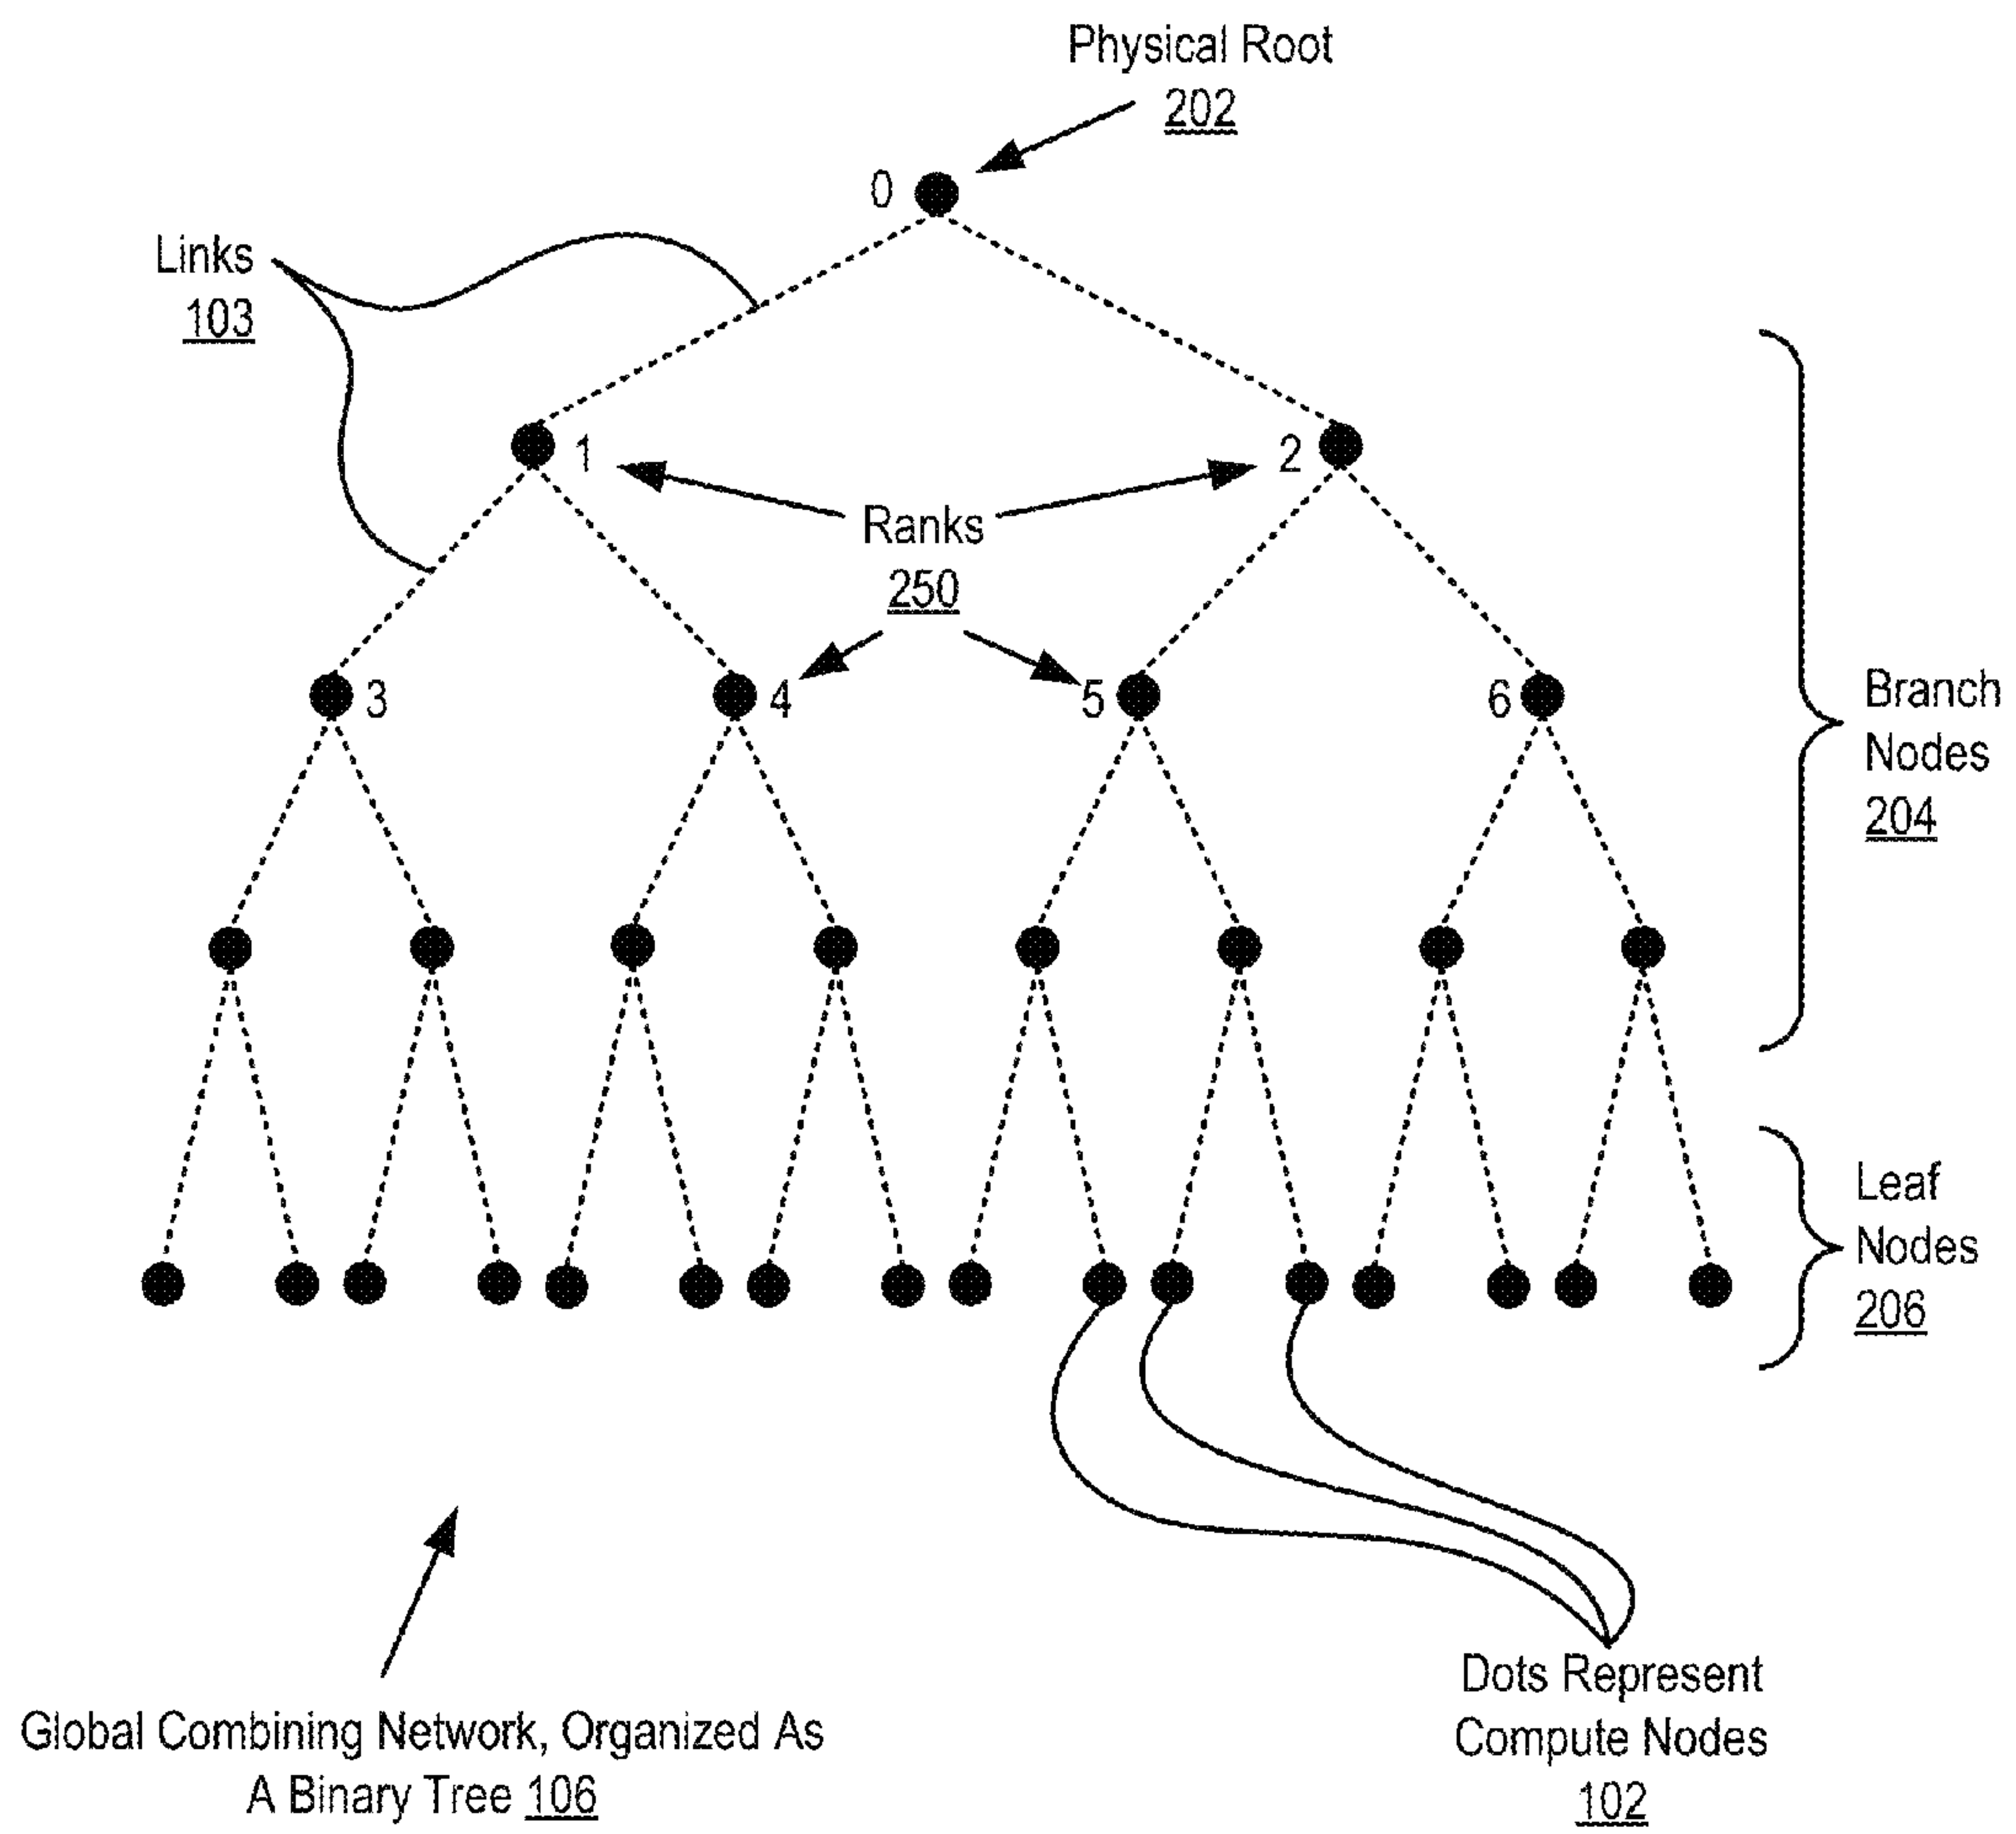 Physical Root
202
0
Links
103
1
2
Ranks
250
3
4
5
6
Branch
Nodes
204
Leaf
Nodes
206
Dots Represent
Compute Nodes
102
Global Combining Network, Organized As
A Binary Tree 106